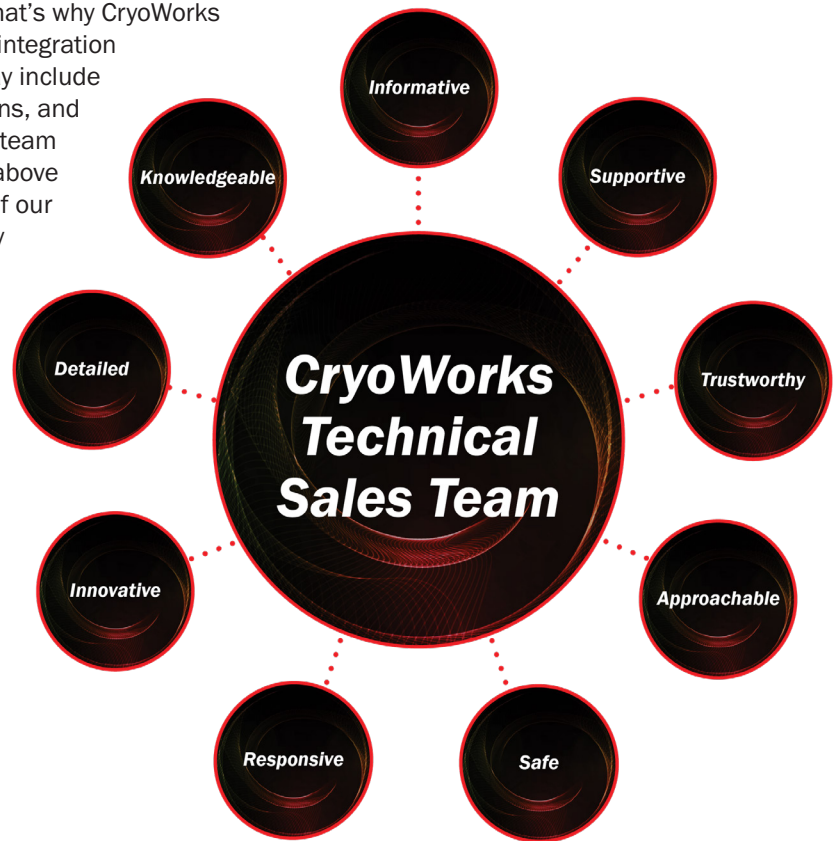 hat's why CryoWorks
integration
y include
ns, and
team
above
f our
y
Informative
Knowledgeable
Supportive
Detailed
Trustworthy
CryoWorks
Technical
Sales Team
Innovative
Approachable
Responsive
Safe